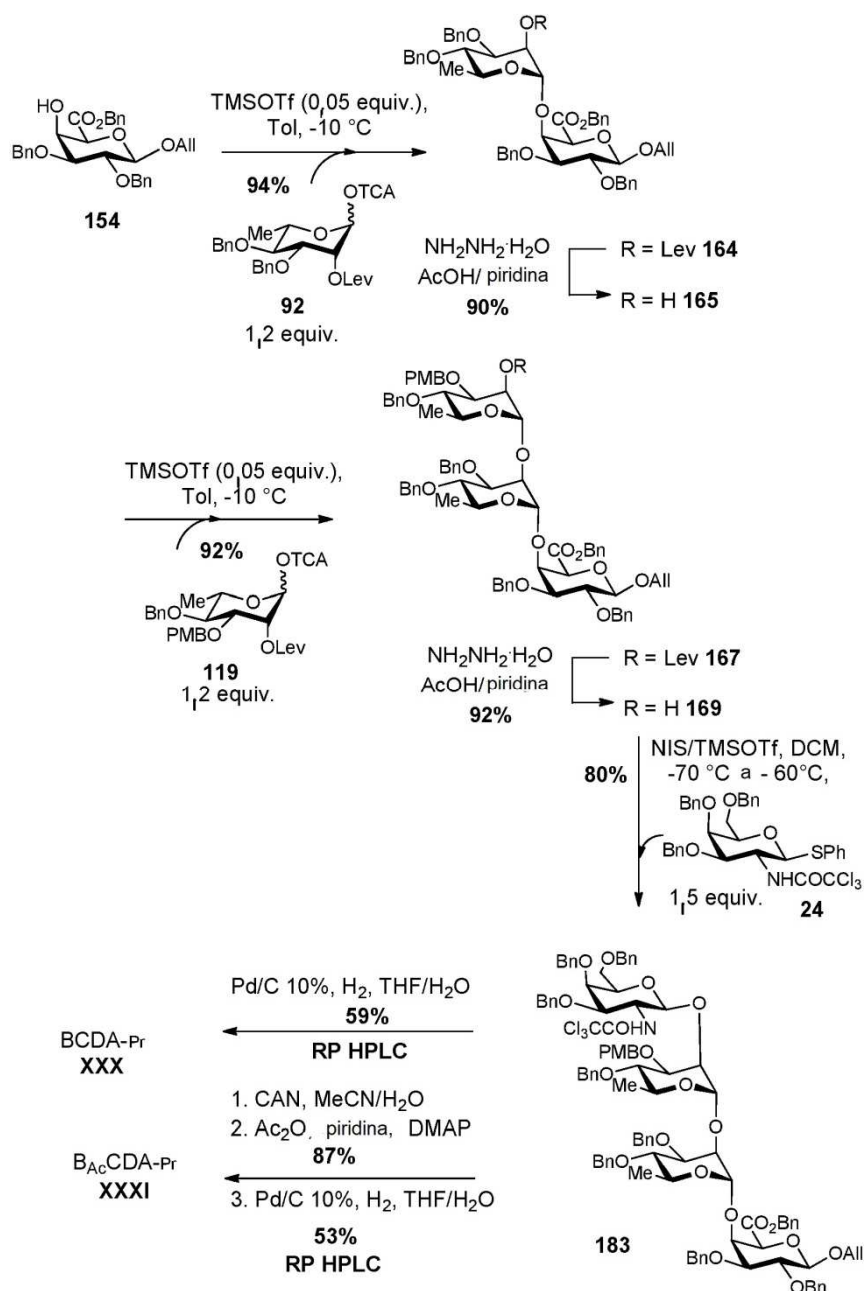 HO
CO₂Bn
O
OAll
BnO
OBn
154
TMSOTf (0,05 equiv.),
Tol, -10 °C
94%
OTCA
Me
O
BnO
BnO
OLev
92
1,2 equiv.
OR
BnO
BnO
Me
O
O
CO₂Bn
O
OAll
BnO
OBn
NH₂NH₂·H₂O
AcOH/ piridina
90%
R = Lev 164
R = H 165
TMSOTf (0,05 equiv.),
Tol, -10 °C
92%
OTCA
Me
O
BnO
PMBO
OLev
119
1,2 equiv.
OR
PMBO
BnO
Me
O
O
BnO
BnO
Me
O
O
CO₂Bn
O
OAll
BnO
OBn
NH₂NH₂·H₂O
AcOH/piridina
92%
R = Lev 167
R = H 169
80%
NIS/TMSOTf, DCM,
-70 °C a - 60°C,
BnO
OBn
O
SPh
BnO
NHCOCCl₃
1,5 equiv.
24
Pd/C 10%, H₂, THF/H₂O
59%
RP HPLC
BCDA-Pr
XXX
1. CAN, MeCN/H₂O
2. Ac₂O, piridina, DMAP
87%
B_AcCDA-Pr
XXXI
3. Pd/C 10%, H₂, THF/H₂O
53%
RP HPLC
BnO
OBn
O
BnO
O
Cl₃CCOHN
PMBO
BnO
Me
O
O
BnO
BnO
Me
O
O
CO₂Bn
O
OAll
BnO
OBn
183